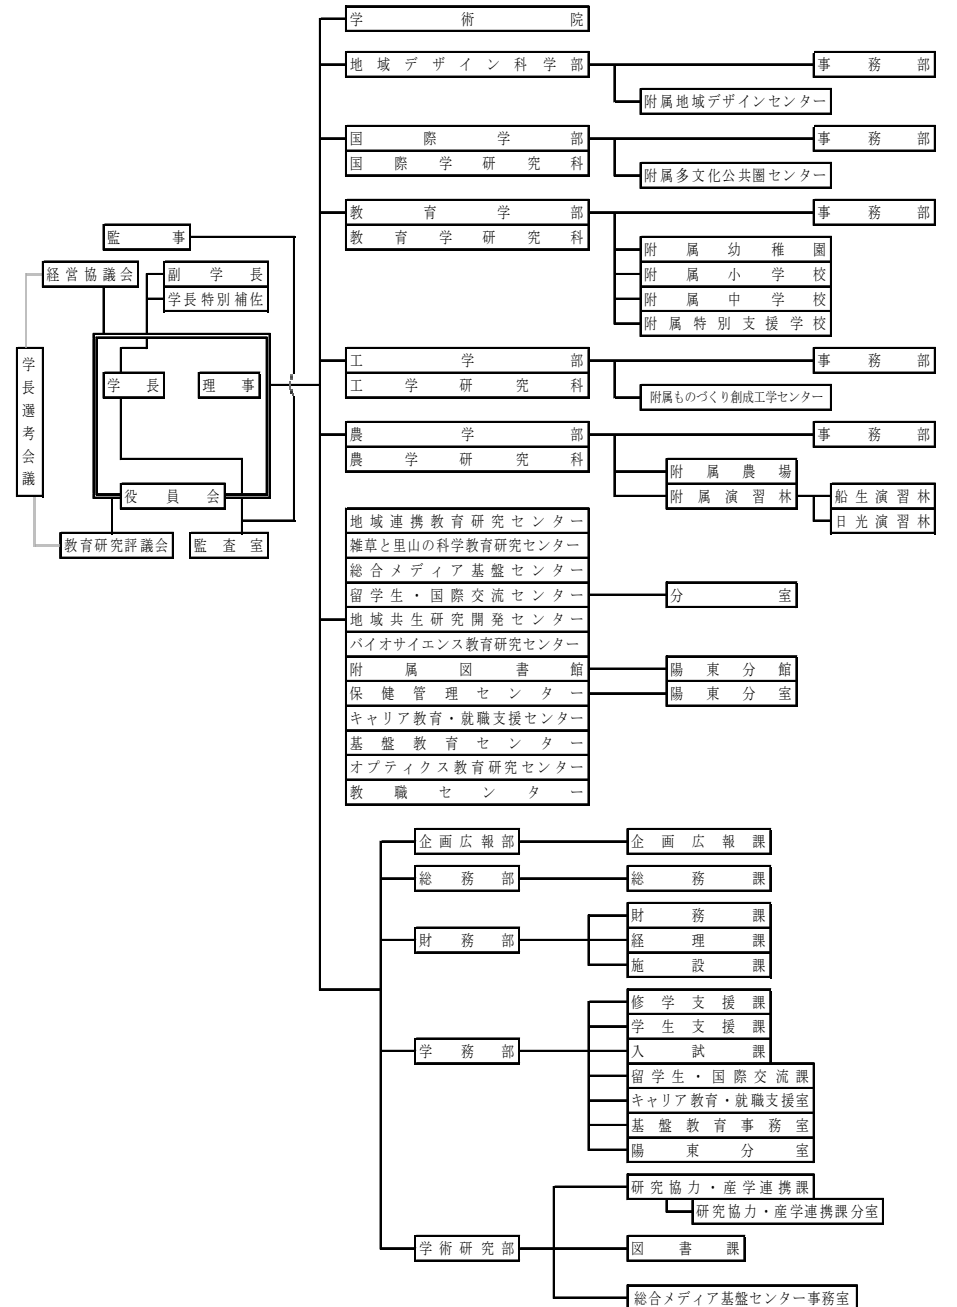 学術院
地域デザイン科学部
事務部
附属地域デザインセンター
国際学部
事務部
国際学研究科
附属多文化公共圏センター
教育学部
事務部
教育学研究科
附属幼稚園
附属小学校
附属中学校
附属特別支援学校
監事
経営協議会
副学長
学長特別補佐
学長選考会議
学長
理事
役員会
教育研究評議会
監査室
工学部
事務部
工学研究科
附属ものづくり創成工学センター
農学部
事務部
農学研究科
附属農場
附属演習林
船生演習林
日光演習林
地域連携教育研究センター
雑草と里山の科学教育研究センター
総合メディア基盤センター
留学生・国際交流センター
分室
地域共生研究開発センター
バイオサイエンス教育研究センター
附属図書館
陽東分館
保健管理センター
陽東分室
キャリア教育・就職支援センター
基盤教育センター
オプティクス教育研究センター
教職センター
企画広報部
企画広報課
総務部
総務課
財務部
財務課
経理課
施設課
学務部
修学支援課
学生支援課
入試課
留学生・国際交流課
キャリア教育・就職支援室
基盤教育事務室
陽東分室
学術研究部
研究協力・産学連携課
研究協力・産学連携課分室
図書課
総合メディア基盤センター事務室